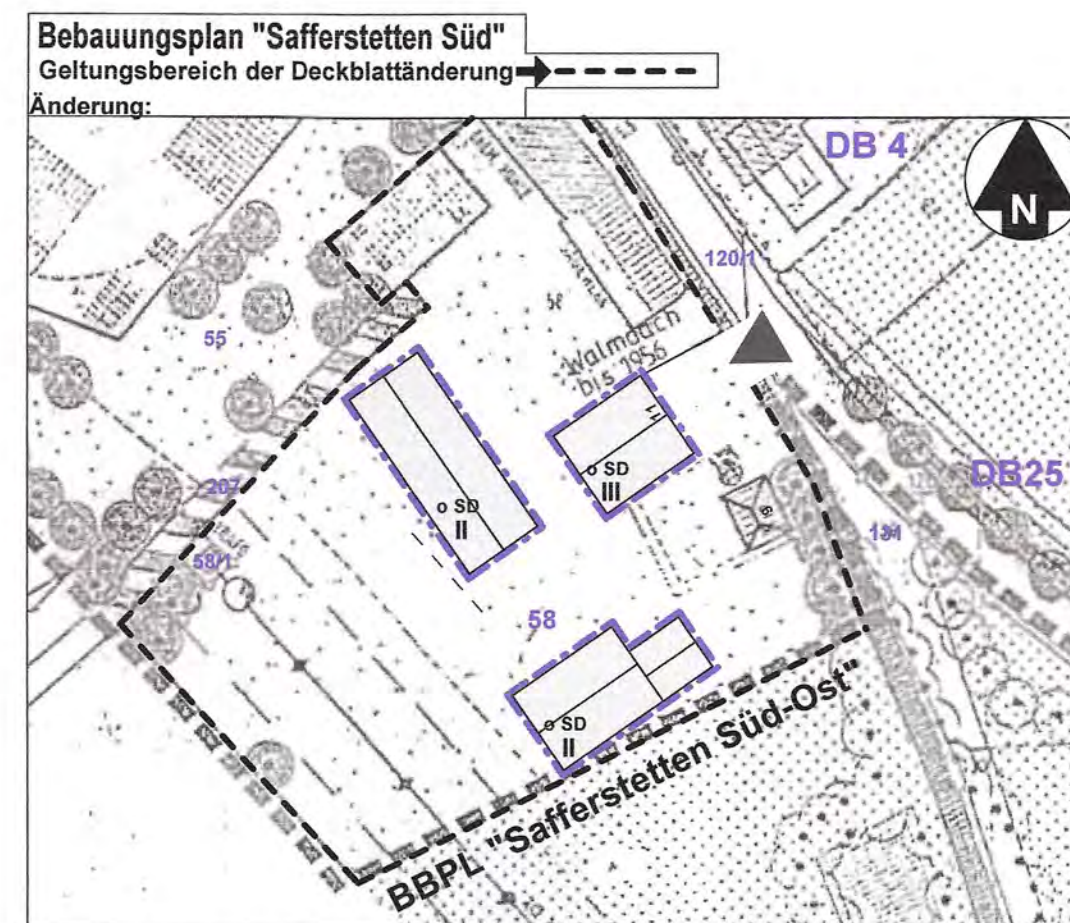 Bebauungsplan "Safferstetten Süd"
Geltungsbereich der Deckblattänderung
Änderung:
DB 4
N
120/1
55
Walmdach
bis 1956
11
SD
III
DB25
207
SD
II
131
58/1
58
SD
II
BBPL "Safferstetten Süd-Ost"